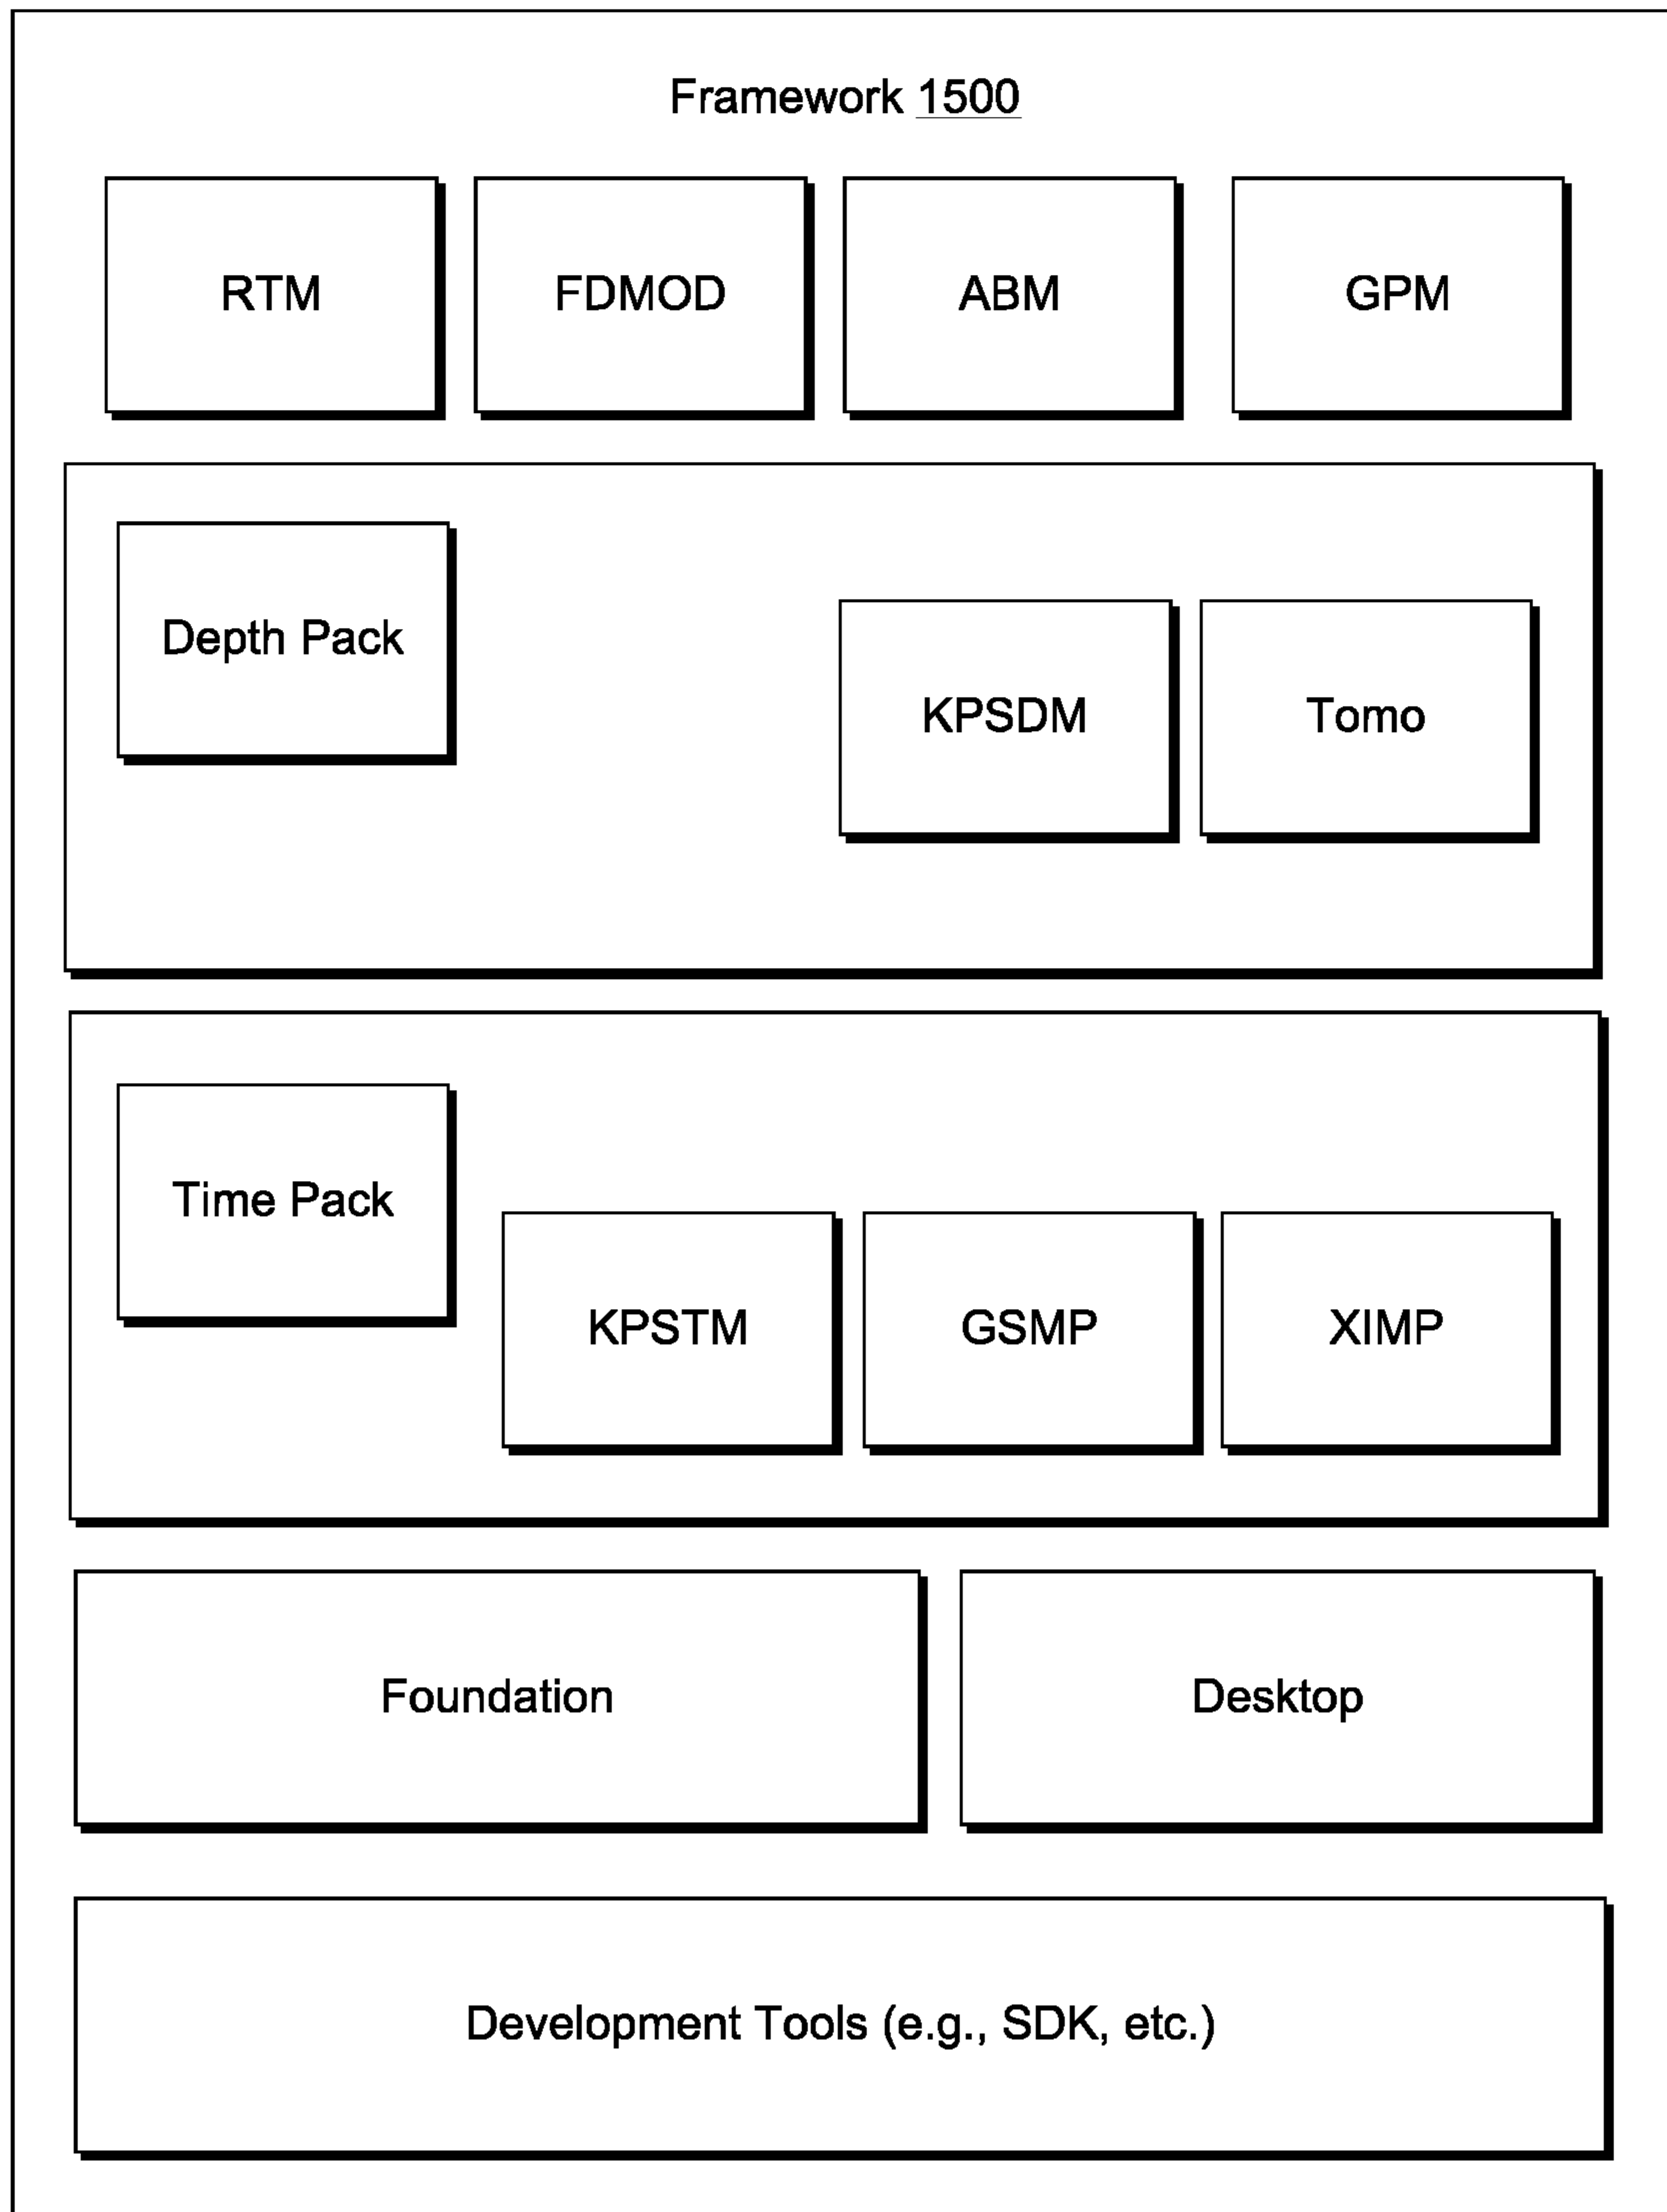 Framework 1500
RTM
FDMOD
ABM
GPM
Depth Pack
KPSDM
Tomo
Time Pack
KPSTM
GSMP
XIMP
Foundation
Desktop
Development Tools (e.g., SDK, etc.)